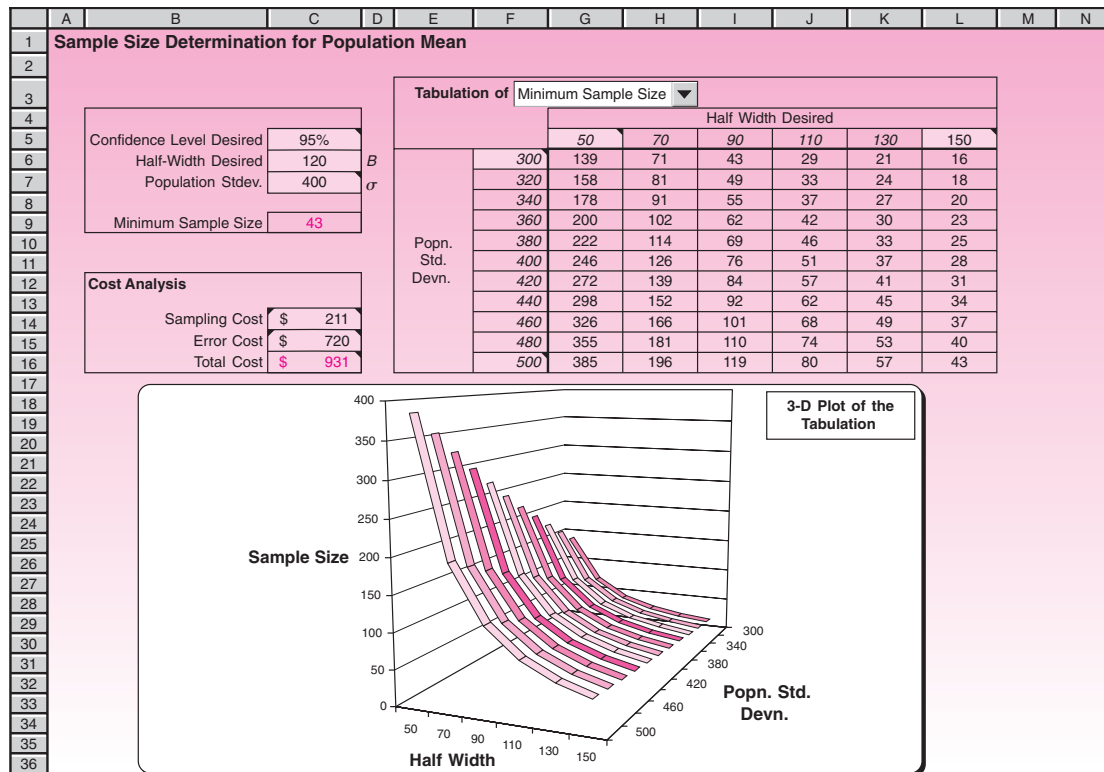 A B C D E F G H I J K L M N
1 Sample Size Determination for Population Mean
2
3 Tabulation of Minimum Sample Size
4 Half Width Desired
5 Confidence Level Desired 95% 50 70 90 110 130 150
6 Half-Width Desired 120 B 300 139 71 43 29 21 16
7 Population Stdev. 400 σ 320 158 81 49 33 24 18
8 340 178 91 55 37 27 20
9 Minimum Sample Size 43 360 200 102 62 42 30 23
10 Popn. 380 222 114 69 46 33 25
11 Std. 400 246 126 76 51 37 28
12 Cost Analysis Devn. 420 272 139 84 57 41 31
13 440 298 152 92 62 45 34
14 Sampling Cost $ 211 460 326 166 101 68 49 37
15 Error Cost $ 720 480 355 181 110 74 53 40
16 Total Cost $ 931 500 385 196 119 80 57 43
17
18
19
20
21
22
23
24
25
26
27
28
29
30
31
32
33
34
35
36
3-D Plot of the
Tabulation
400
350
300
250
200
150
100
50
0
Sample Size
50 70 90 110 130 150
Half Width
300
340
380
420
460
500
Popn. Std.
Devn.